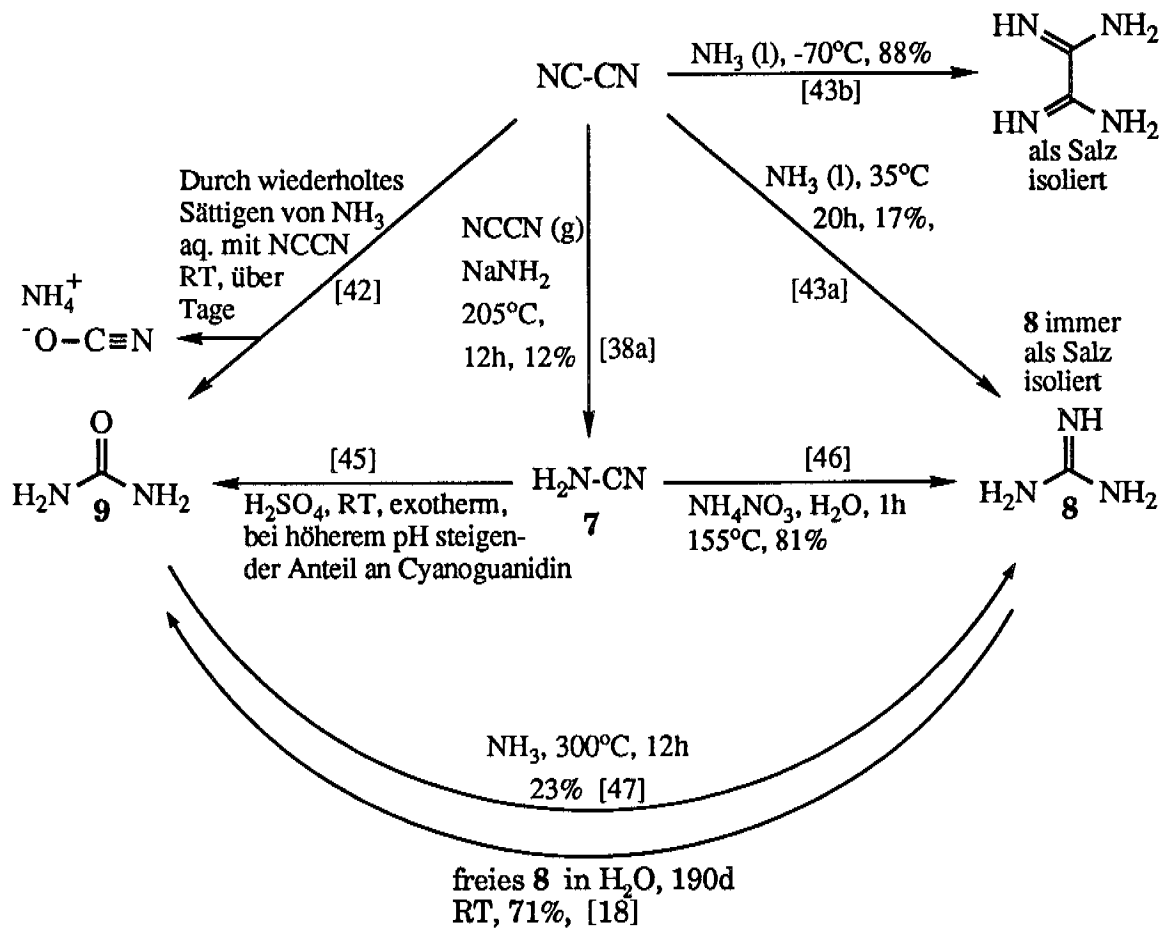 NC-CN
NH3 (l), -70°C, 88%
[43b]
HN NH2
HN NH2
als Salz
isoliert
Durch wiederholtes
Sättigen von NH3
aq. mit NCCN
RT, über
Tage
[42]
NH4+
-O-C≡N
NCCN (g)
NaNH2
205°C,
12h, 12%
[38a]
NH3 (l), 35°C
20h, 17%,
[43a]
8 immer
als Salz
isoliert
O
H2N NH2
9
[45]
H2SO4, RT, exotherm,
bei höherem pH steigen-
der Anteil an Cyanoguanidin
H2N-CN
7
[46]
NH4NO3, H2O, 1h
155°C, 81%
NH
H2N NH2
8
NH3, 300°C, 12h
23% [47]
freies 8 in H2O, 190d
RT, 71%, [18]